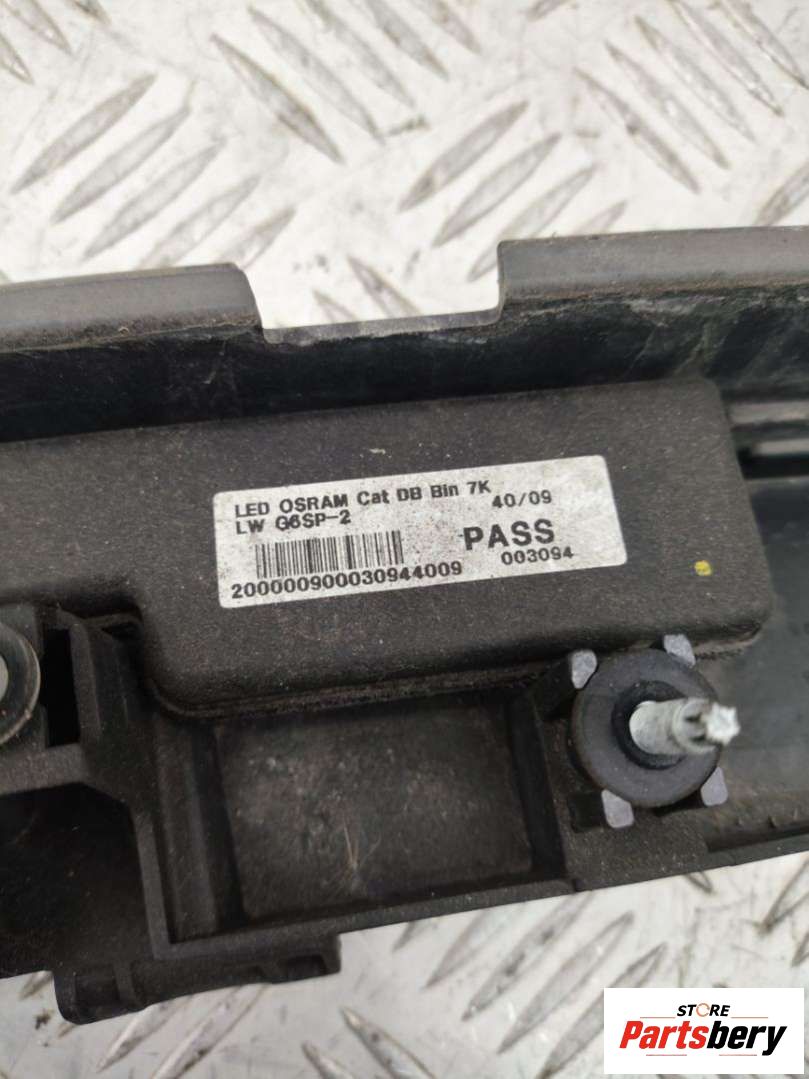 LED OSRAM Cat DB Bin 7K
LW G6SP-2
40/09
PASS
003094
200000900030944009
STORE
Partsbery